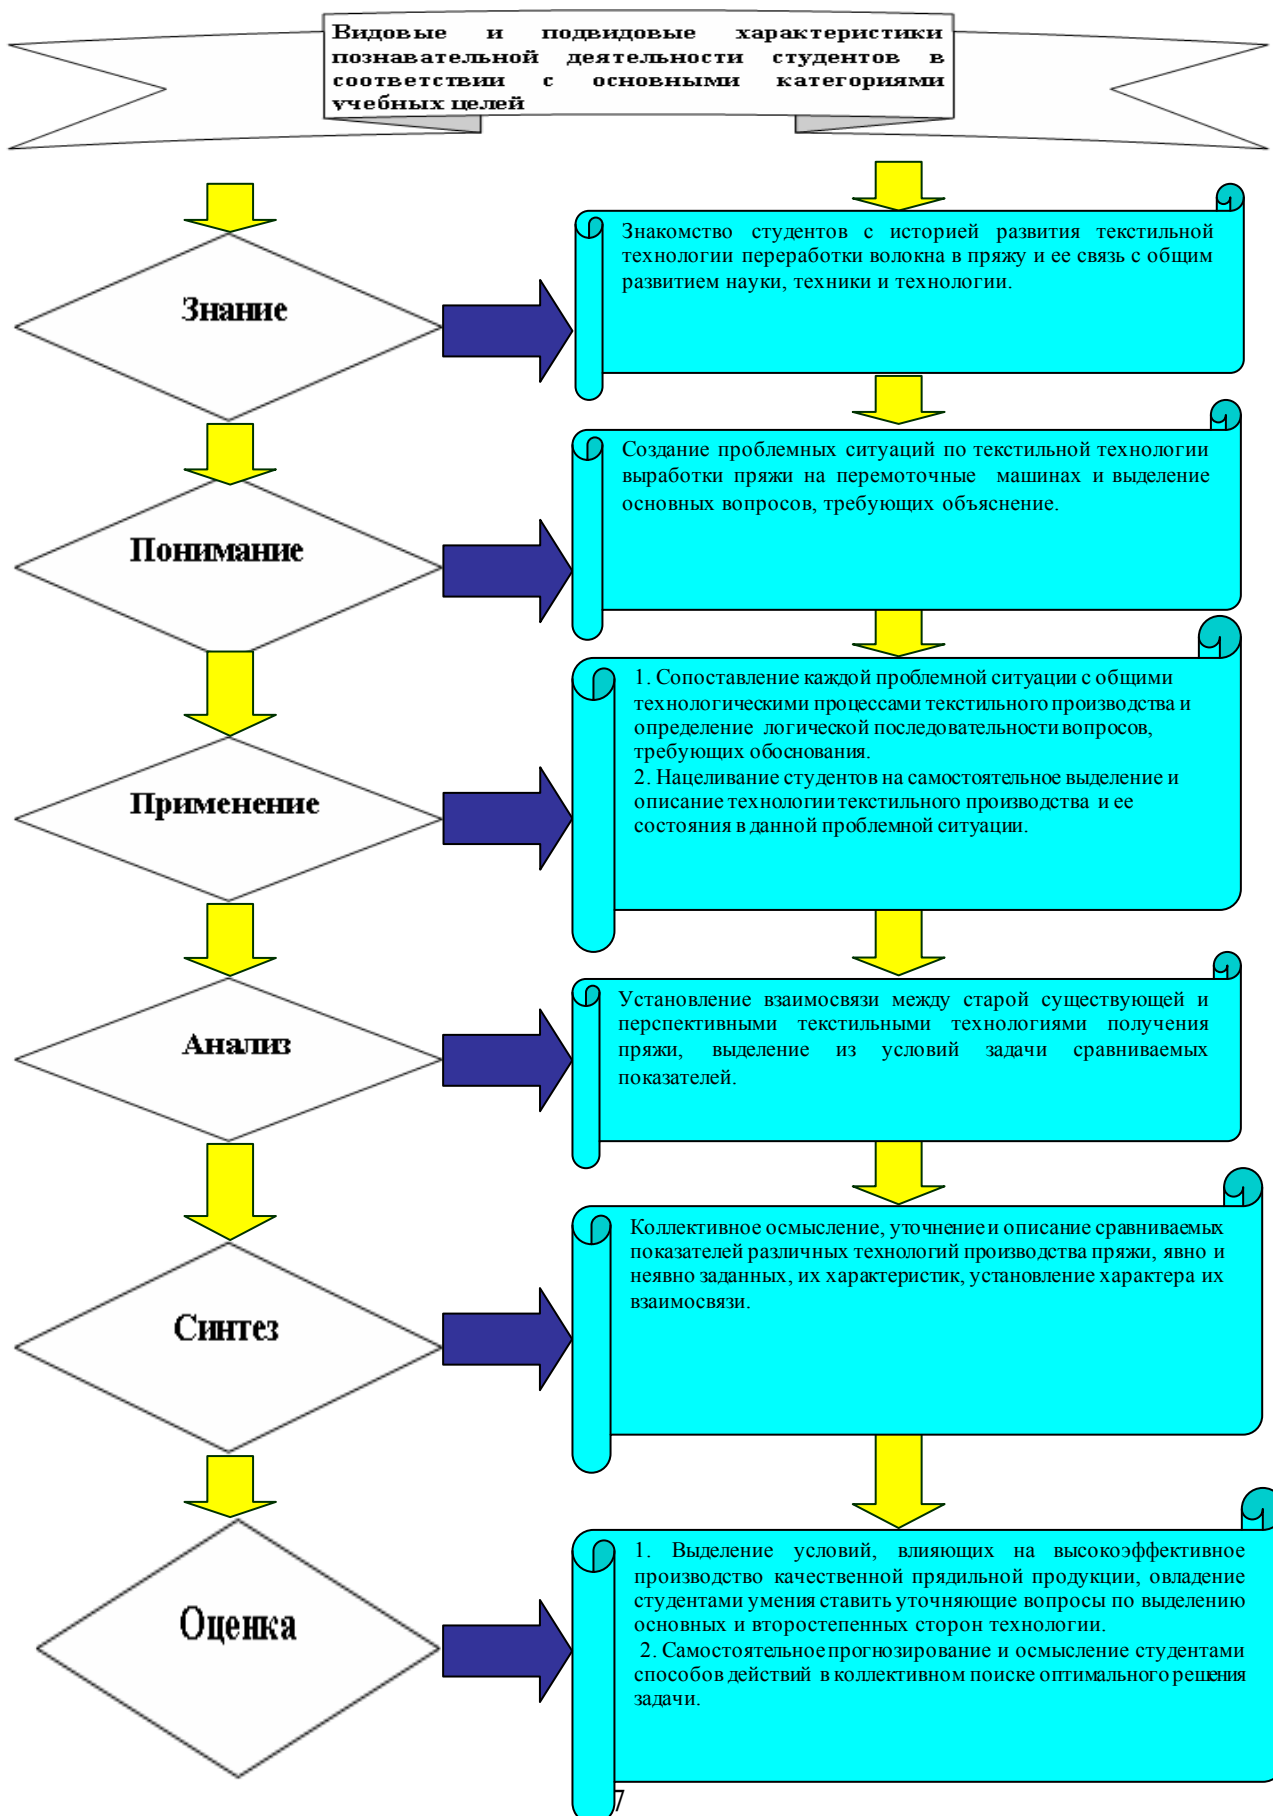 Видовые и подвидовые характеристики
познавательной деятельности студентов в
соответствии с основными категориями
учебных целей
Знание
Знакомство студентов с историей развития текстильной
технологии переработки волокна в пряжу и ее связь с общим
развитием науки, техники и технологии.
Понимание
Создание проблемных ситуаций по текстильной технологии
выработки пряжи на перемоточные машинах и выделение
основных вопросов, требующих объяснение.
Применение
1. Сопоставление каждой проблемной ситуации с общими
технологическими процессами текстильного производства и
определение логической последовательности вопросов,
требующих обоснования.
2. Нацеливание студентов на самостоятельное выделение и
описание технологии текстильного производства и ее
состояния в данной проблемной ситуации.
Анализ
Установление взаимосвязи между старой существующей и
перспективными текстильными технологиями получения
пряжи, выделение из условий задачи сравниваемых
показателей.
Синтез
Коллективное осмысление, уточнение и описание сравниваемых
показателей различных технологий производства пряжи, явно и
неявно заданных, их характеристик, установление характера их
взаимосвязи.
Оценка
1. Выделение условий, влияющих на высокоэффективное
производство качественной прядильной продукции, овладение
студентами умения ставить уточняющие вопросы по выделению
основных и второстепенных сторон технологии.
2. Самостоятельное прогнозирование и осмысление студентами
способов действий в коллективном поиске оптимального решения
задачи.
7